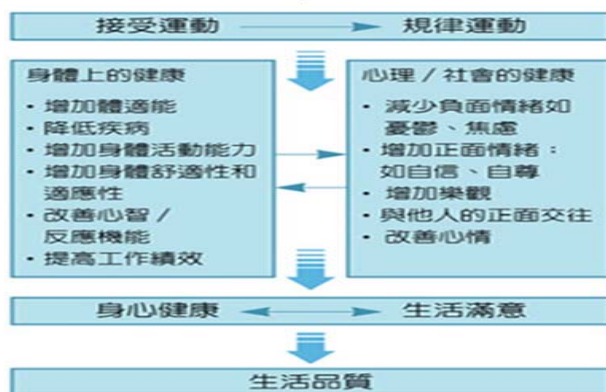 接受運動 規律運動
身體上的健康
・增加體適能
・降低疾病
・增加身體活動能力
・增加身體舒適性和
適應性
・改善心智／
反應機能
・提高工作績效
心理／社會的健康
・減少負面情緒如
憂鬱、焦慮
・增加正面情緒：
如自信、自尊
・增加樂觀
・與他人的正面交往
・改善心情
身心健康 生活滿意
生活品質